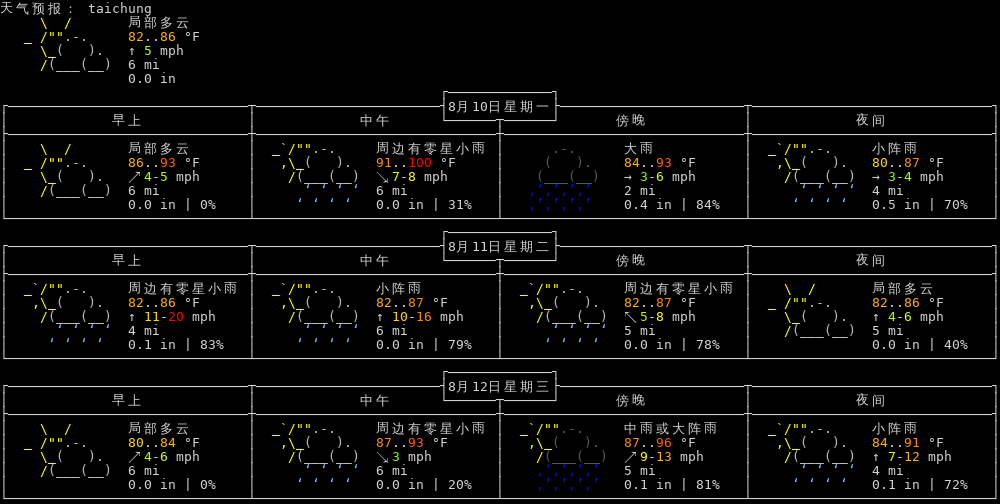 天气预报： taichung
局部多云
82..86 °F
↑ 5 mph
6 mi
0.0 in
8月10日星期一
早上 中午 傍晚 夜间
局部多云 周边有零星小雨 大雨 小阵雨
86..93 °F 91..100 °F 84..93 °F 80..87 °F
↗ 4-5 mph ↘ 7-8 mph → 3-6 mph → 3-4 mph
6 mi 6 mi 2 mi 4 mi
0.0 in | 0% 0.0 in | 31% 0.4 in | 84% 0.5 in | 70%
8月11日星期二
早上 中午 傍晚 夜间
周边有零星小雨 小阵雨 周边有零星小雨 局部多云
82..86 °F 82..87 °F 82..87 °F 82..86 °F
↑ 11-20 mph ↑ 10-16 mph ↖ 5-8 mph ↑ 4-6 mph
4 mi 6 mi 5 mi 5 mi
0.1 in | 83% 0.0 in | 79% 0.0 in | 78% 0.0 in | 40%
8月12日星期三
早上 中午 傍晚 夜间
局部多云 周边有零星小雨 中雨或大阵雨 小阵雨
80..84 °F 87..93 °F 87..96 °F 84..91 °F
↗ 4-6 mph ↘ 3 mph ↗ 9-13 mph ↑ 7-12 mph
6 mi 6 mi 5 mi 4 mi
0.0 in | 0% 0.0 in | 20% 0.1 in | 81% 0.1 in | 72%